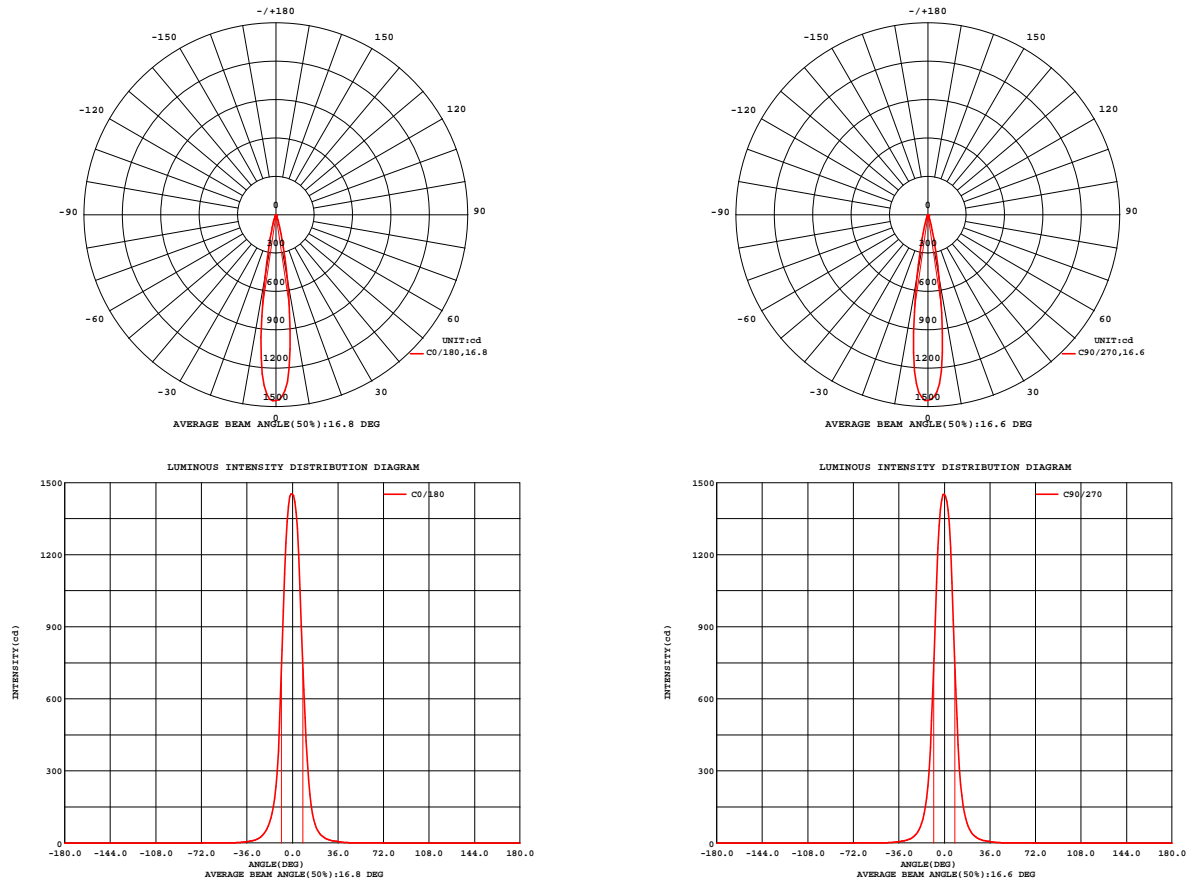 -/+180
-150 150
-120 120
-90 90
-60 60
-30 30
0
0
300
600
900
1200
1500
UNIT:cd
C0/180,16.8
AVERAGE BEAM ANGLE(50%):16.8 DEG
-/+180
-150 150
-120 120
-90 90
-60 60
-30 30
0
0
300
600
900
1200
1500
UNIT:cd
C90/270,16.6
AVERAGE BEAM ANGLE(50%):16.6 DEG
LUMINOUS INTENSITY DISTRIBUTION DIAGRAM
C0/180
1500
1200
900
600
300
0
INTENSITY(cd)
-180.0 -144.0 -108.0 -72.0 -36.0 0.0 36.0 72.0 108.0 144.0 180.0
ANGLE(DEG)
AVERAGE BEAM ANGLE(50%):16.8 DEG
LUMINOUS INTENSITY DISTRIBUTION DIAGRAM
C90/270
1500
1200
900
600
300
0
INTENSITY(cd)
-180.0 -144.0 -108.0 -72.0 -36.0 0.0 36.0 72.0 108.0 144.0 180.0
ANGLE(DEG)
AVERAGE BEAM ANGLE(50%):16.6 DEG